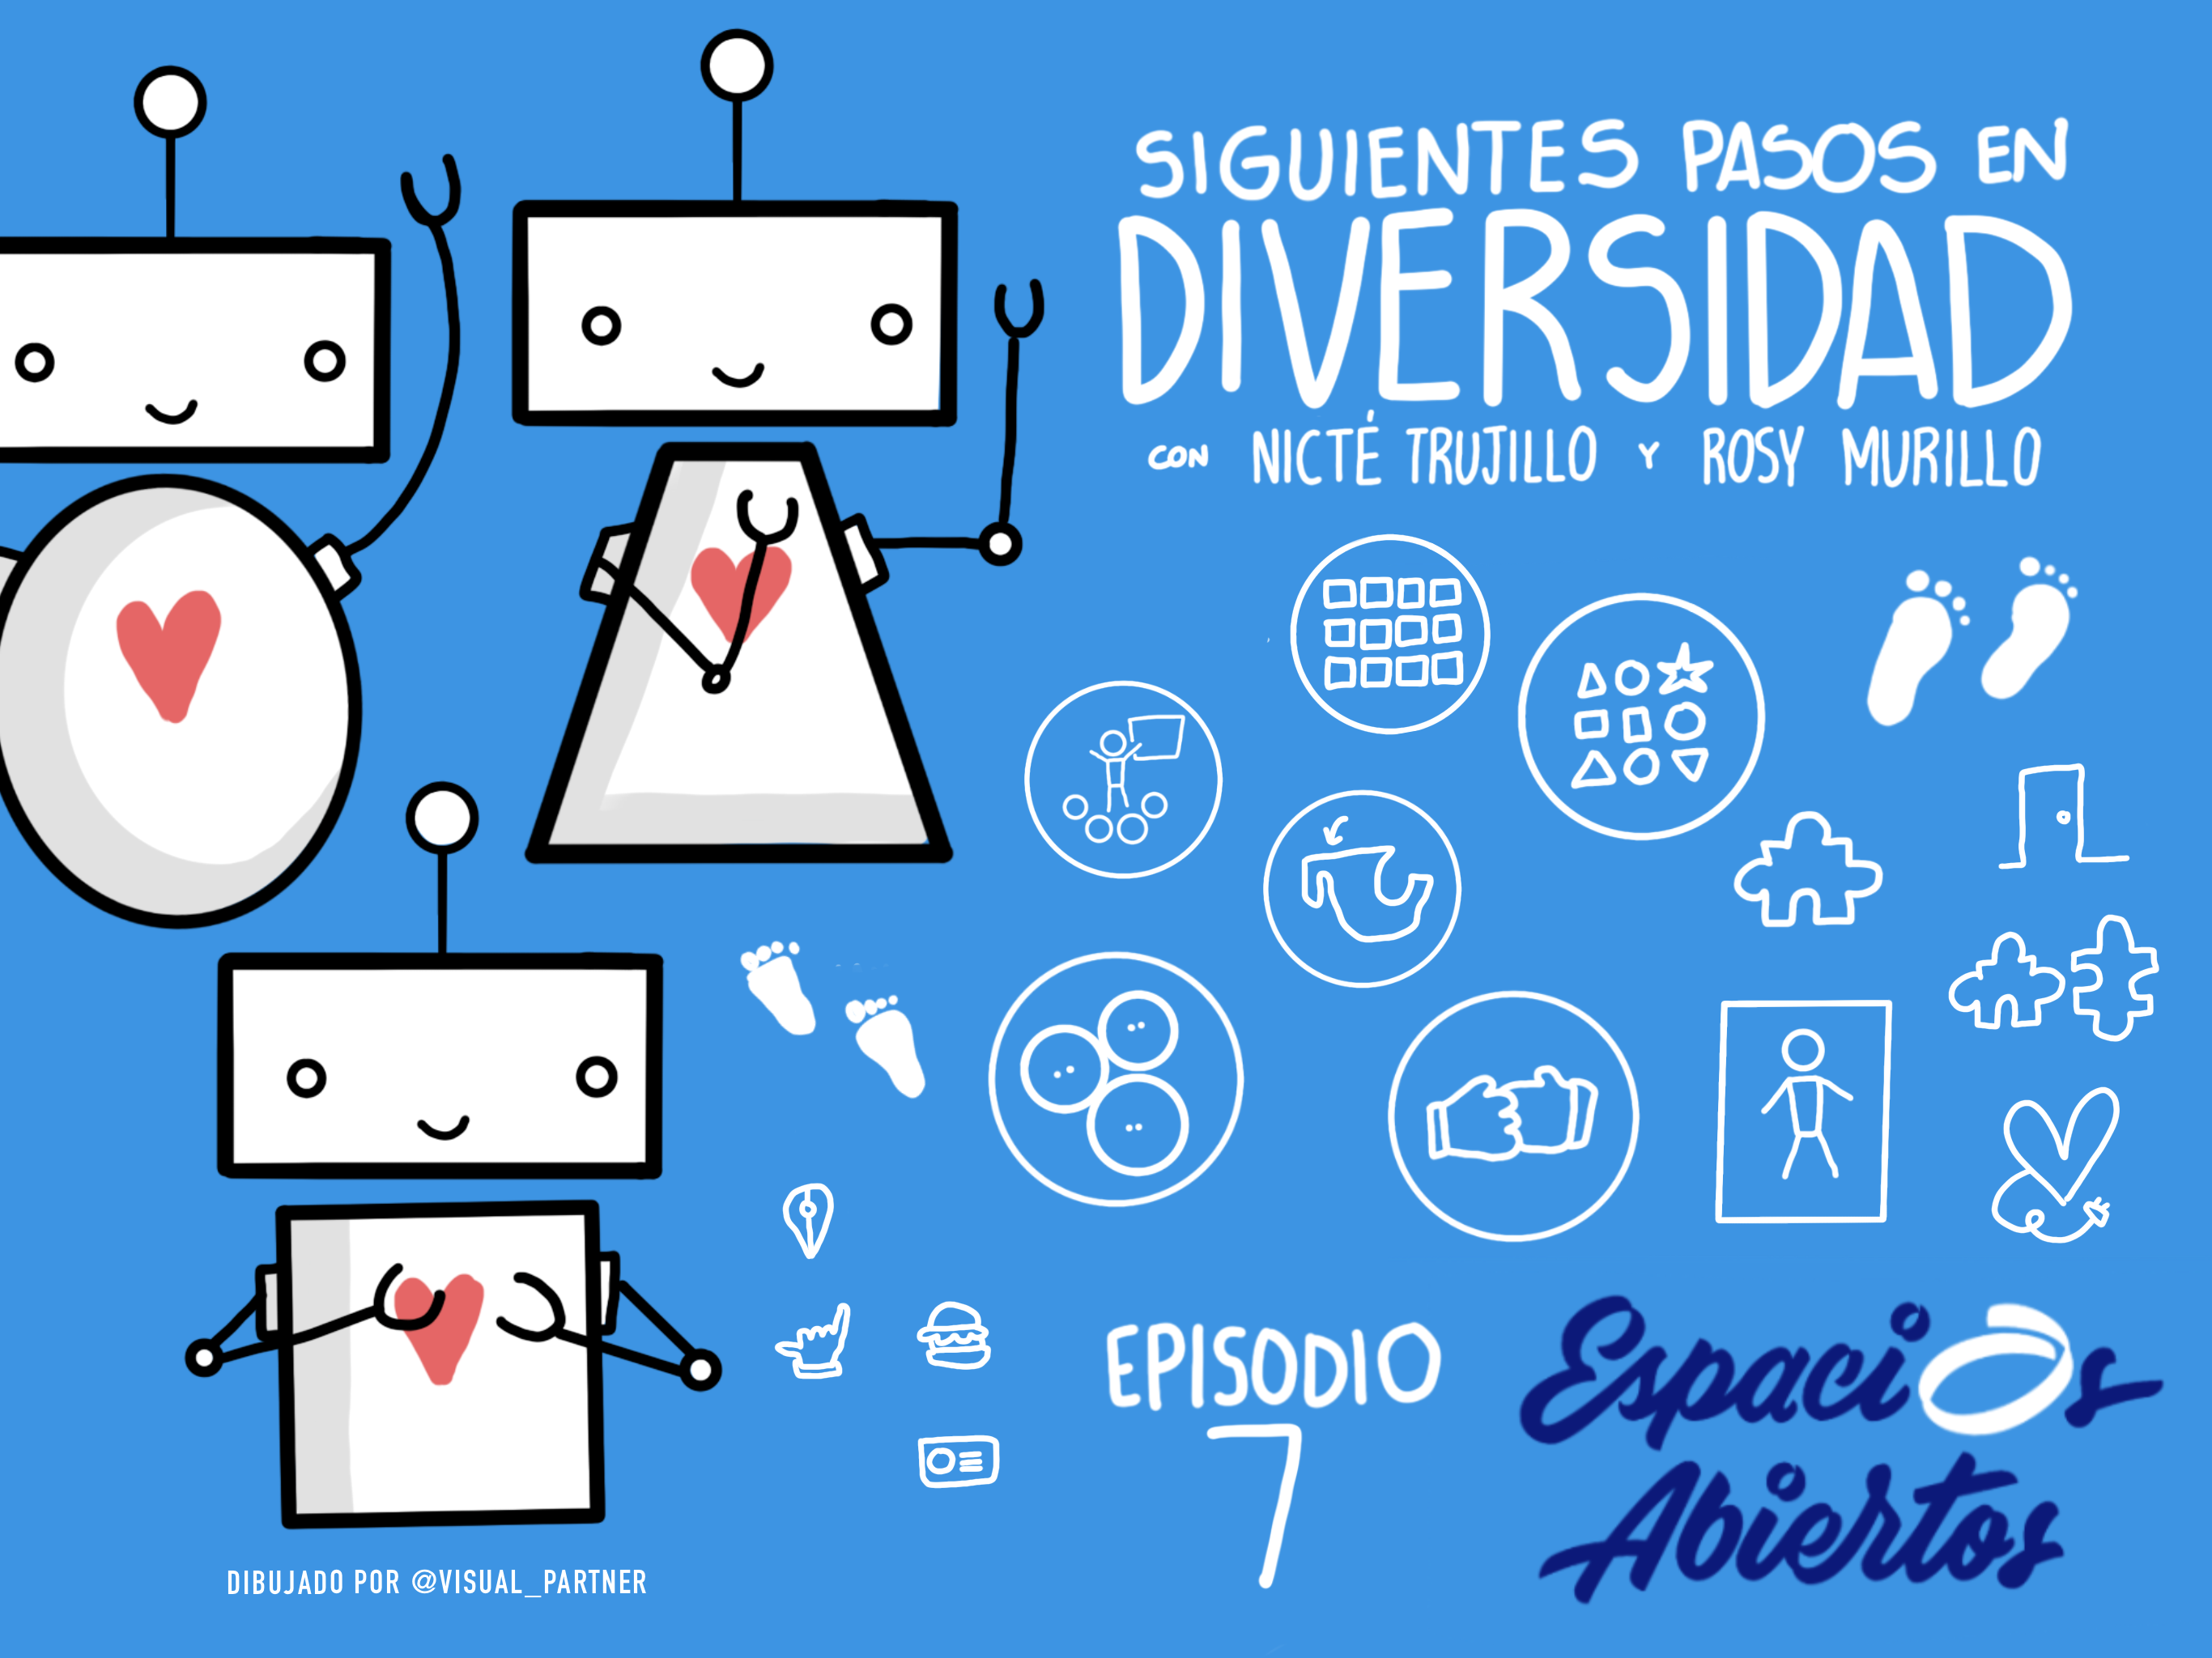 SIGUIENTES PASOS EN
DIVERSIDAD
CON NICTÉ TRUJILLO Y ROSY MURILLO
EPISODIO
7
Espacios
Abiertos
DIBUJADO POR @VISUAL_PARTNER